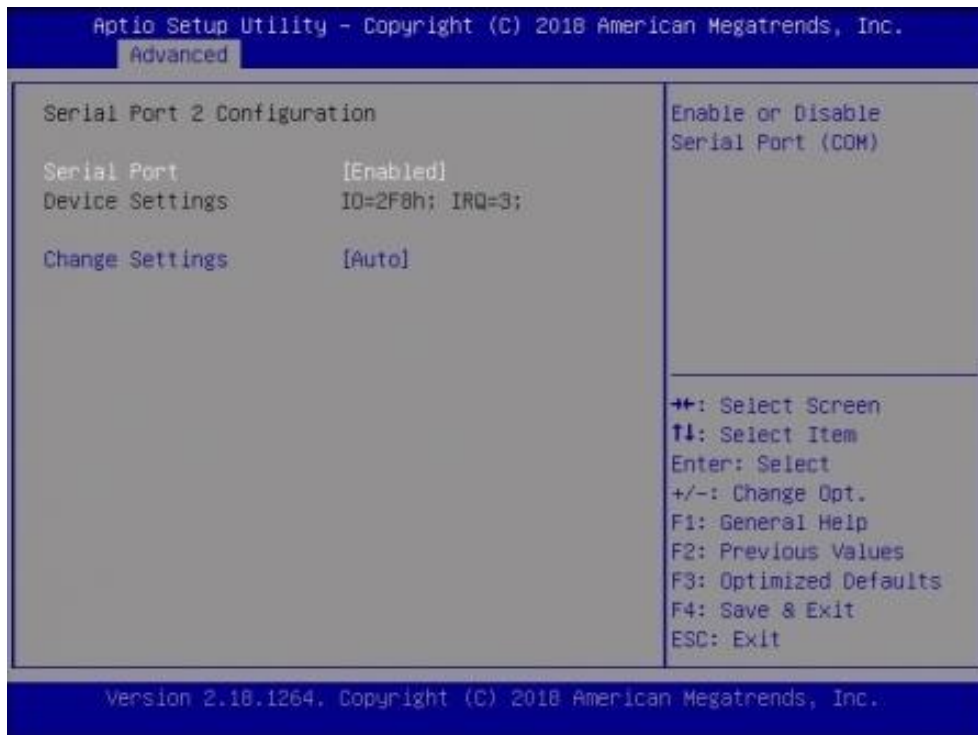 Aptio Setup Utility – Copyright (C) 2018 American Megatrends, Inc.
Advanced
Serial Port 2 Configuration
Serial Port [Enabled]
Device Settings IO=2F8h; IRQ=3;
Change Settings [Auto]
Enable or Disable
Serial Port (COM)
→←: Select Screen
↑↓: Select Item
Enter: Select
+/-: Change Opt.
F1: General Help
F2: Previous Values
F3: Optimized Defaults
F4: Save & Exit
ESC: Exit
Version 2.18.1264. Copyright (C) 2018 American Megatrends, Inc.